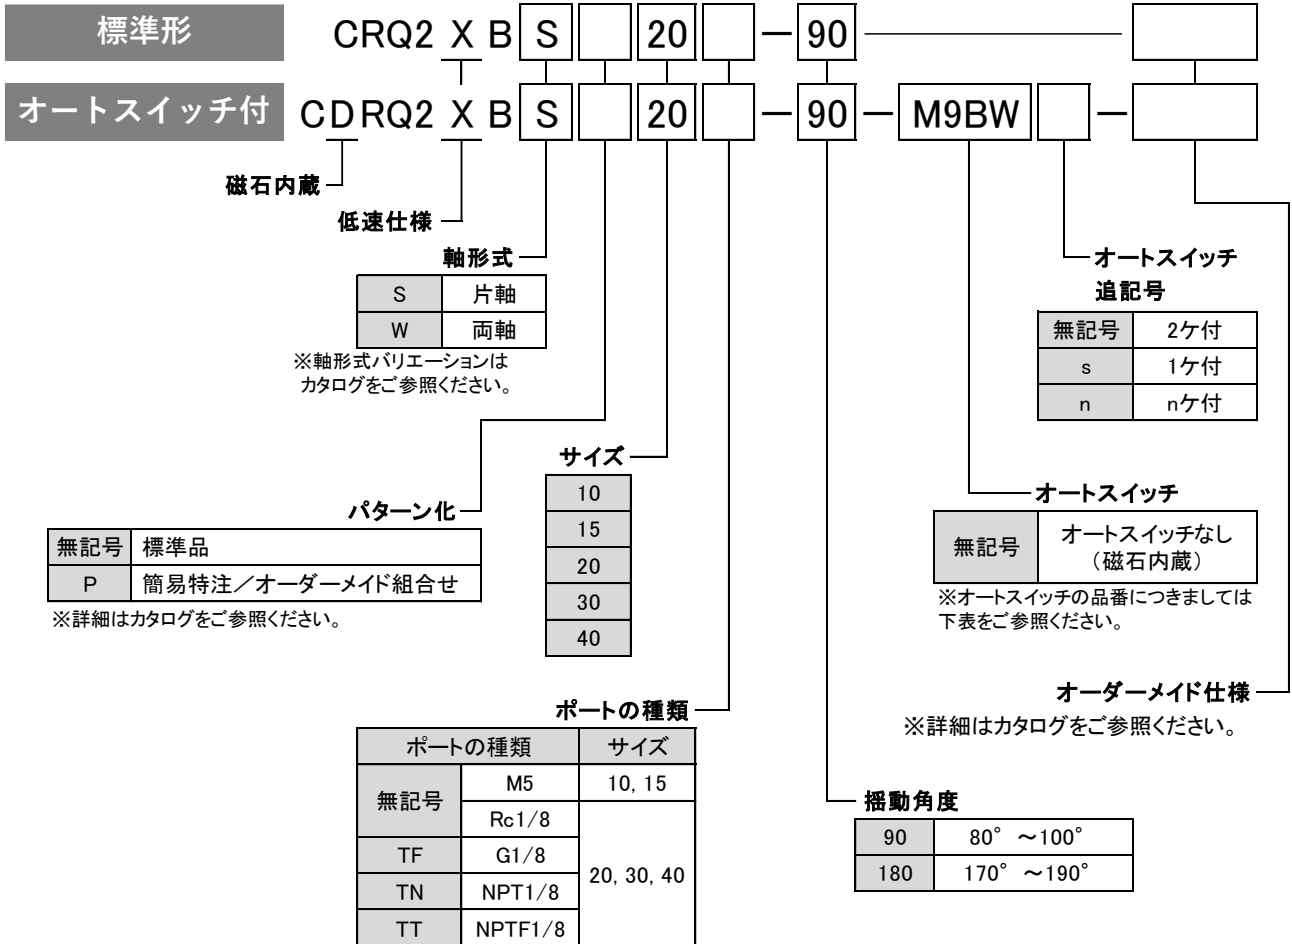 標準形 CRQ2 X B S 20 － 90
オートスイッチ付 CDRQ2 X B S 20 － 90 － M9BW －
磁石内蔵
低速仕様
軸形式
S 片軸
W 両軸
※軸形式バリエーションは
カタログをご参照ください。
オートスイッチ
追記号
無記号 2ケ付
s 1ケ付
n nケ付
サイズ
10
15
20
30
40
パターン化
無記号 標準品
P 簡易特注／オーダーメイド組合せ
※詳細はカタログをご参照ください。
オートスイッチ
無記号 オートスイッチなし
（磁石内蔵）
※オートスイッチの品番につきましては
下表をご参照ください。
オーダーメイド仕様
※詳細はカタログをご参照ください。
ポートの種類
ポートの種類 サイズ
無記号 M5 10, 15
Rc1/8
TF G1/8
20, 30, 40
TN NPT1/8
TT NPTF1/8
揺動角度
90 80° ～100°
180 170° ～190°